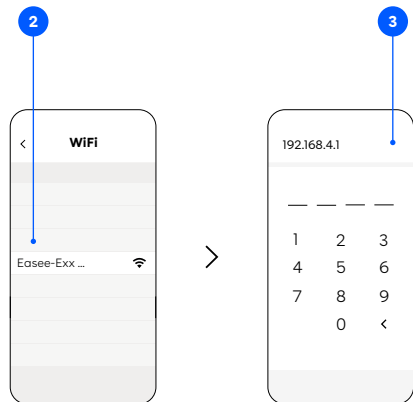 2
3
< WiFi
192.168.4.1
Easee-Exx ...
_ _ _ _
1 2 3
4 5 6
7 8 9
0 <